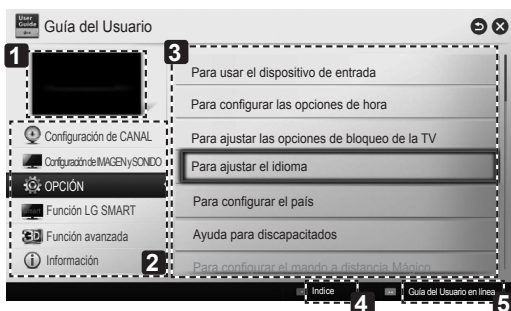 User
Guide
Guía del Usuario
1
3
Para usar el dispositivo de entrada
Para configurar las opciones de hora
Para ajustar las opciones de bloqueo de la TV
Para ajustar el idioma
Para configurar el país
Ayuda para discapacitados
Para configurar el mando a distancia Mágico
Configuración de CANAL
Configuración de IMAGEN y SONIDO
OPCIÓN
Función LG SMART
3D Función avanzada
Información
2
Indice
4
Guía del Usuario en línea
5